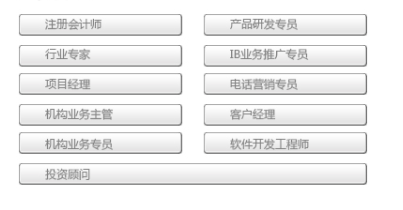 注册会计师
产品研发专员
行业专家
IB业务推广专员
项目经理
电话营销专员
机构业务主管
客户经理
机构业务专员
软件开发工程师
投资顾问